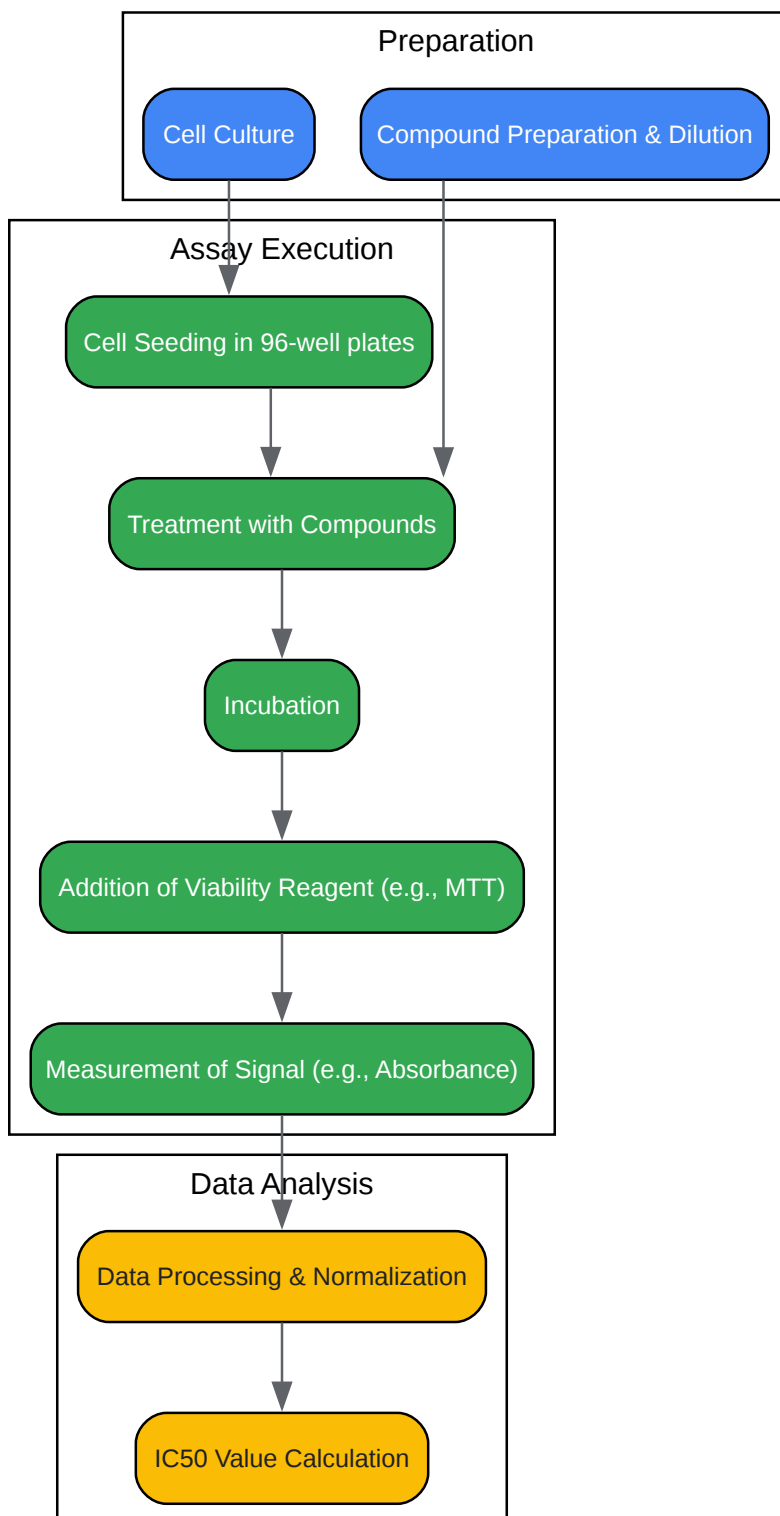 Preparation
Cell Culture
Compound Preparation & Dilution
Assay Execution
Cell Seeding in 96-well plates
Treatment with Compounds
Incubation
Addition of Viability Reagent (e.g., MTT)
Measurement of Signal (e.g., Absorbance)
Data Analysis
Data Processing & Normalization
IC50 Value Calculation